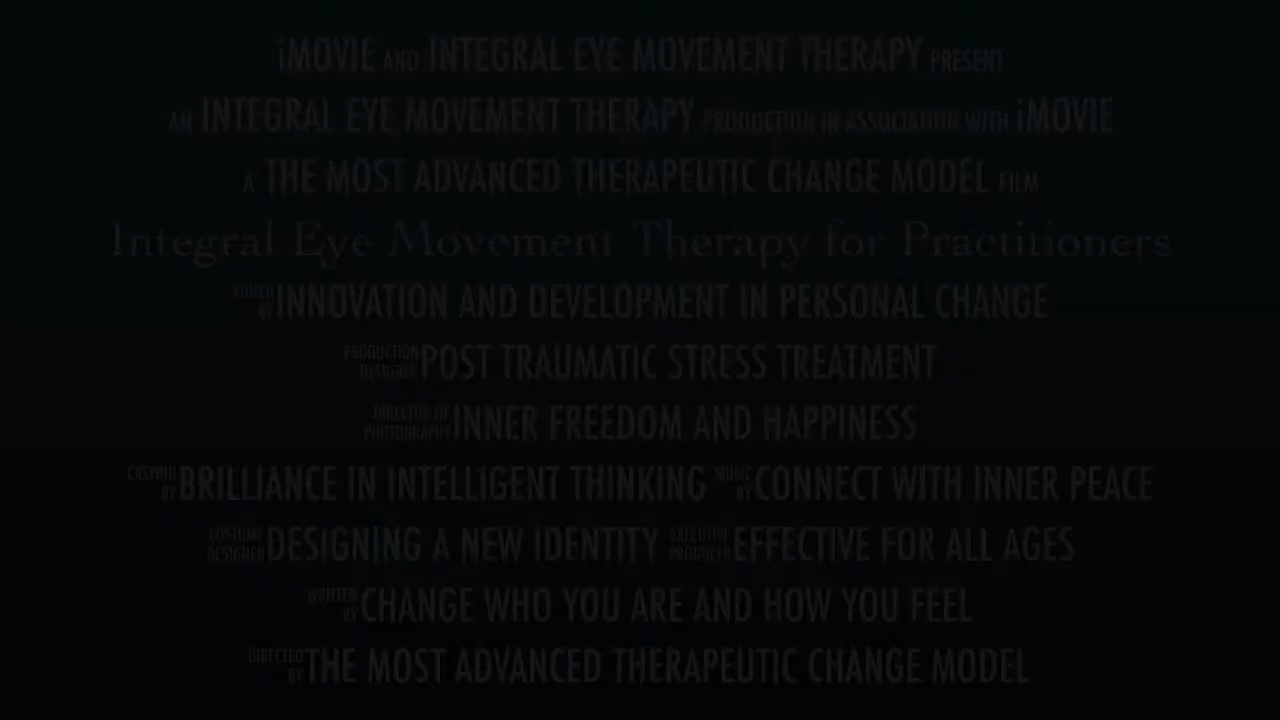 iMOVIE AND INTEGRAL EYE MOVEMENT THERAPY PRESENT
AN INTEGRAL EYE MOVEMENT THERAPY PRODUCTION IN ASSOCIATION WITH iMOVIE
A THE MOST ADVANCED THERAPEUTIC CHANGE MODEL FILM
Integral Eye Movement Therapy for Practitioners
EDITED BY INNOVATION AND DEVELOPMENT IN PERSONAL CHANGE
PRODUCTION DESIGNER POST TRAUMATIC STRESS TREATMENT
DIRECTOR OF PHOTOGRAPHY INNER FREEDOM AND HAPPINESS
CASTING BY BRILLIANCE IN INTELLIGENT THINKING MUSIC BY CONNECT WITH INNER PEACE
COSTUME DESIGNER DESIGNING A NEW IDENTITY EXECUTIVE PRODUCER EFFECTIVE FOR ALL AGES
WRITTEN BY CHANGE WHO YOU ARE AND HOW YOU FEEL
DIRECTED BY THE MOST ADVANCED THERAPEUTIC CHANGE MODEL